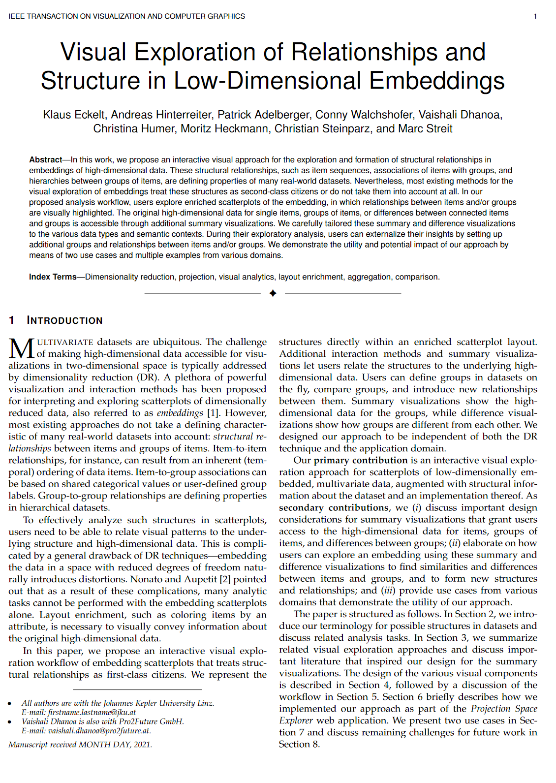 IEEE TRANSACTION ON VISUALIZATION AND COMPUTER GRAPHICS
1
Visual Exploration of Relationships and
Structure in Low-Dimensional Embeddings
Klaus Eckelt, Andreas Hinterreiter, Patrick Adelberger, Conny Walchshofer, Vaishali Dhanoa,
Christina Humer, Moritz Heckmann, Christian Steinparz, and Marc Streit
Abstract—In this work, we propose an interactive visual approach for the exploration and formation of structural relationships in
embeddings of high-dimensional data. These structural relationships, such as item sequences, associations of items with groups, and
hierarchies between groups of items, are defining properties of many real-world datasets. Nevertheless, most existing methods for the
visual exploration of embeddings treat these structures as second-class citizens or do not take them into account at all. In our
proposed analysis workflow, users explore enriched scatterplots of the embedding, in which relationships between items and/or groups
are visually highlighted. The original high-dimensional data for single items, groups of items, or differences between connected items
and groups is accessible through additional summary visualizations. We carefully tailored these summary and difference visualizations
to the various data types and semantic contexts. During their exploratory analysis, users can externalize their insights by setting up
additional groups and relationships between items and/or groups. We demonstrate the utility and potential impact of our approach by
means of two use cases and multiple examples from various domains.
Index Terms—Dimensionality reduction, projection, visual analytics, layout enrichment, aggregation, comparison.
1 INTRODUCTION
MULTIVARIATE datasets are ubiquitous. The challenge
of making high-dimensional data accessible for visu-
alizations in two-dimensional space is typically addressed
by dimensionality reduction (DR). A plethora of powerful
visualization and interaction methods has been proposed
for interpreting and exploring scatterplots of dimensionally
reduced data, also referred to as embeddings [1]. However,
most existing approaches do not take a defining character-
istic of many real-world datasets into account: structural re-
lationships between items and groups of items. Item-to-item
relationships, for instance, can result from an inherent (tem-
poral) ordering of data items. Item-to-group associations can
be based on shared categorical values or user-defined group
labels. Group-to-group relationships are defining properties
in hierarchical datasets.
To effectively analyze such structures in scatterplots,
users need to be able to relate visual patterns to the under-
lying structure and high-dimensional data. This is compli-
cated by a general drawback of DR techniques—embedding
the data in a space with reduced degrees of freedom natu-
rally introduces distortions. Nonato and Aupetit [2] pointed
out that as a result of these complications, many analytic
tasks cannot be performed with the embedding scatterplots
alone. Layout enrichment, such as coloring items by an
attribute, is necessary to visually convey information about
the original high-dimensional data.
In this paper, we propose an interactive visual explo-
ration workflow of embedding scatterplots that treats struc-
tural relationships as first-class citizens. We represent the
• All authors are with the Johannes Kepler University Linz.
E-mail: firstname.lastname@jku.at
• Vaishali Dhanoa is also with Pro2Future GmbH.
E-mail: vaishali.dhanoa@pro2future.at.
Manuscript received MONTH DAY, 2021.
structures directly within an enriched scatterplot layout.
Additional interaction methods and summary visualiza-
tions let users relate the structures to the underlying high-
dimensional data. Users can define groups in datasets on
the fly, compare groups, and introduce new relationships
between them. Summary visualizations show the high-
dimensional data for the groups, while difference visual-
izations show how groups are different from each other. We
designed our approach to be independent of both the DR
technique and the application domain.
Our primary contribution is an interactive visual explo-
ration approach for scatterplots of low-dimensionally em-
bedded, multivariate data, augmented with structural infor-
mation about the dataset and an implementation thereof. As
secondary contributions, we (i) discuss important design
considerations for summary visualizations that grant users
access to the high-dimensional data for items, groups of
items, and differences between groups; (ii) elaborate on how
users can explore an embedding using these summary and
difference visualizations to find similarities and differences
between items and groups, and to form new structures
and relationships; and (iii) provide use cases from various
domains that demonstrate the utility of our approach.
The paper is structured as follows. In Section 2, we intro-
duce our terminology for possible structures in datasets and
discuss related analysis tasks. In Section 3, we summarize
related visual exploration approaches and discuss impor-
tant literature that inspired our design for the summary
visualizations. The design of the various visual components
is described in Section 4, followed by a discussion of the
workflow in Section 5. Section 6 briefly describes how we
implemented our approach as part of the Projection Space
Explorer web application. We present two use cases in Sec-
tion 7 and discuss remaining challenges for future work in
Section 8.